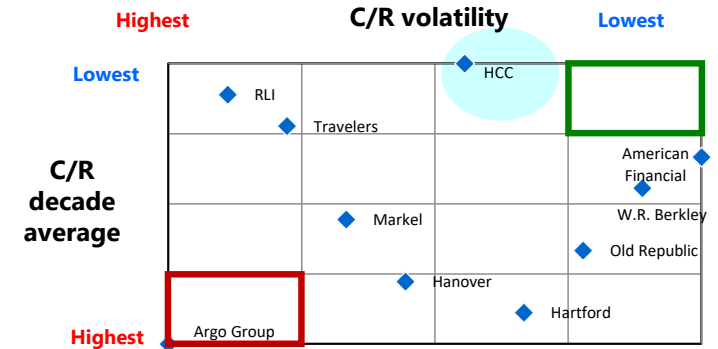 Highest
C/R volatility
Lowest
Lowest
HCC
RLI
Travelers
American
Financial
C/R
decade
average
W.R. Berkley
Markel
Old Republic
Hanover
Hartford
Argo Group
Highest